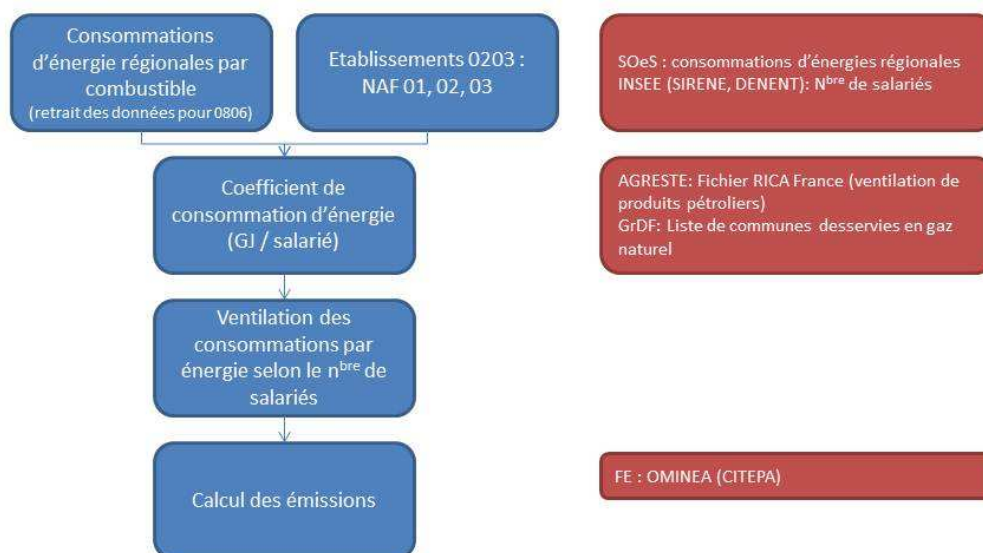 Consommations
d'énergie régionales par
combustible
(retrait des données pour 0806)
Etablissements 0203 :
NAF 01, 02, 03
SOeS : consommations d'énergies régionales
INSEE (SIRENE, DENENT): Nbre de salariés
Coefficient de
consommation d'énergie
(GJ / salarié)
AGRESTE: Fichier RICA France (ventilation de
produits pétroliers)
GrDF: Liste de communes desservies en gaz
naturel
Ventilation des
consommations par
énergie selon le nbre de
salariés
Calcul des émissions
FE : OMINEA (CITEPA)